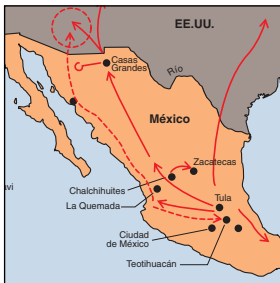 EE.UU.
Casas
Grandes
Río
México
Zacatecas
Chalchihuites
La Quemada
Tula
Ciudad
de México
Teotihuacán
avi